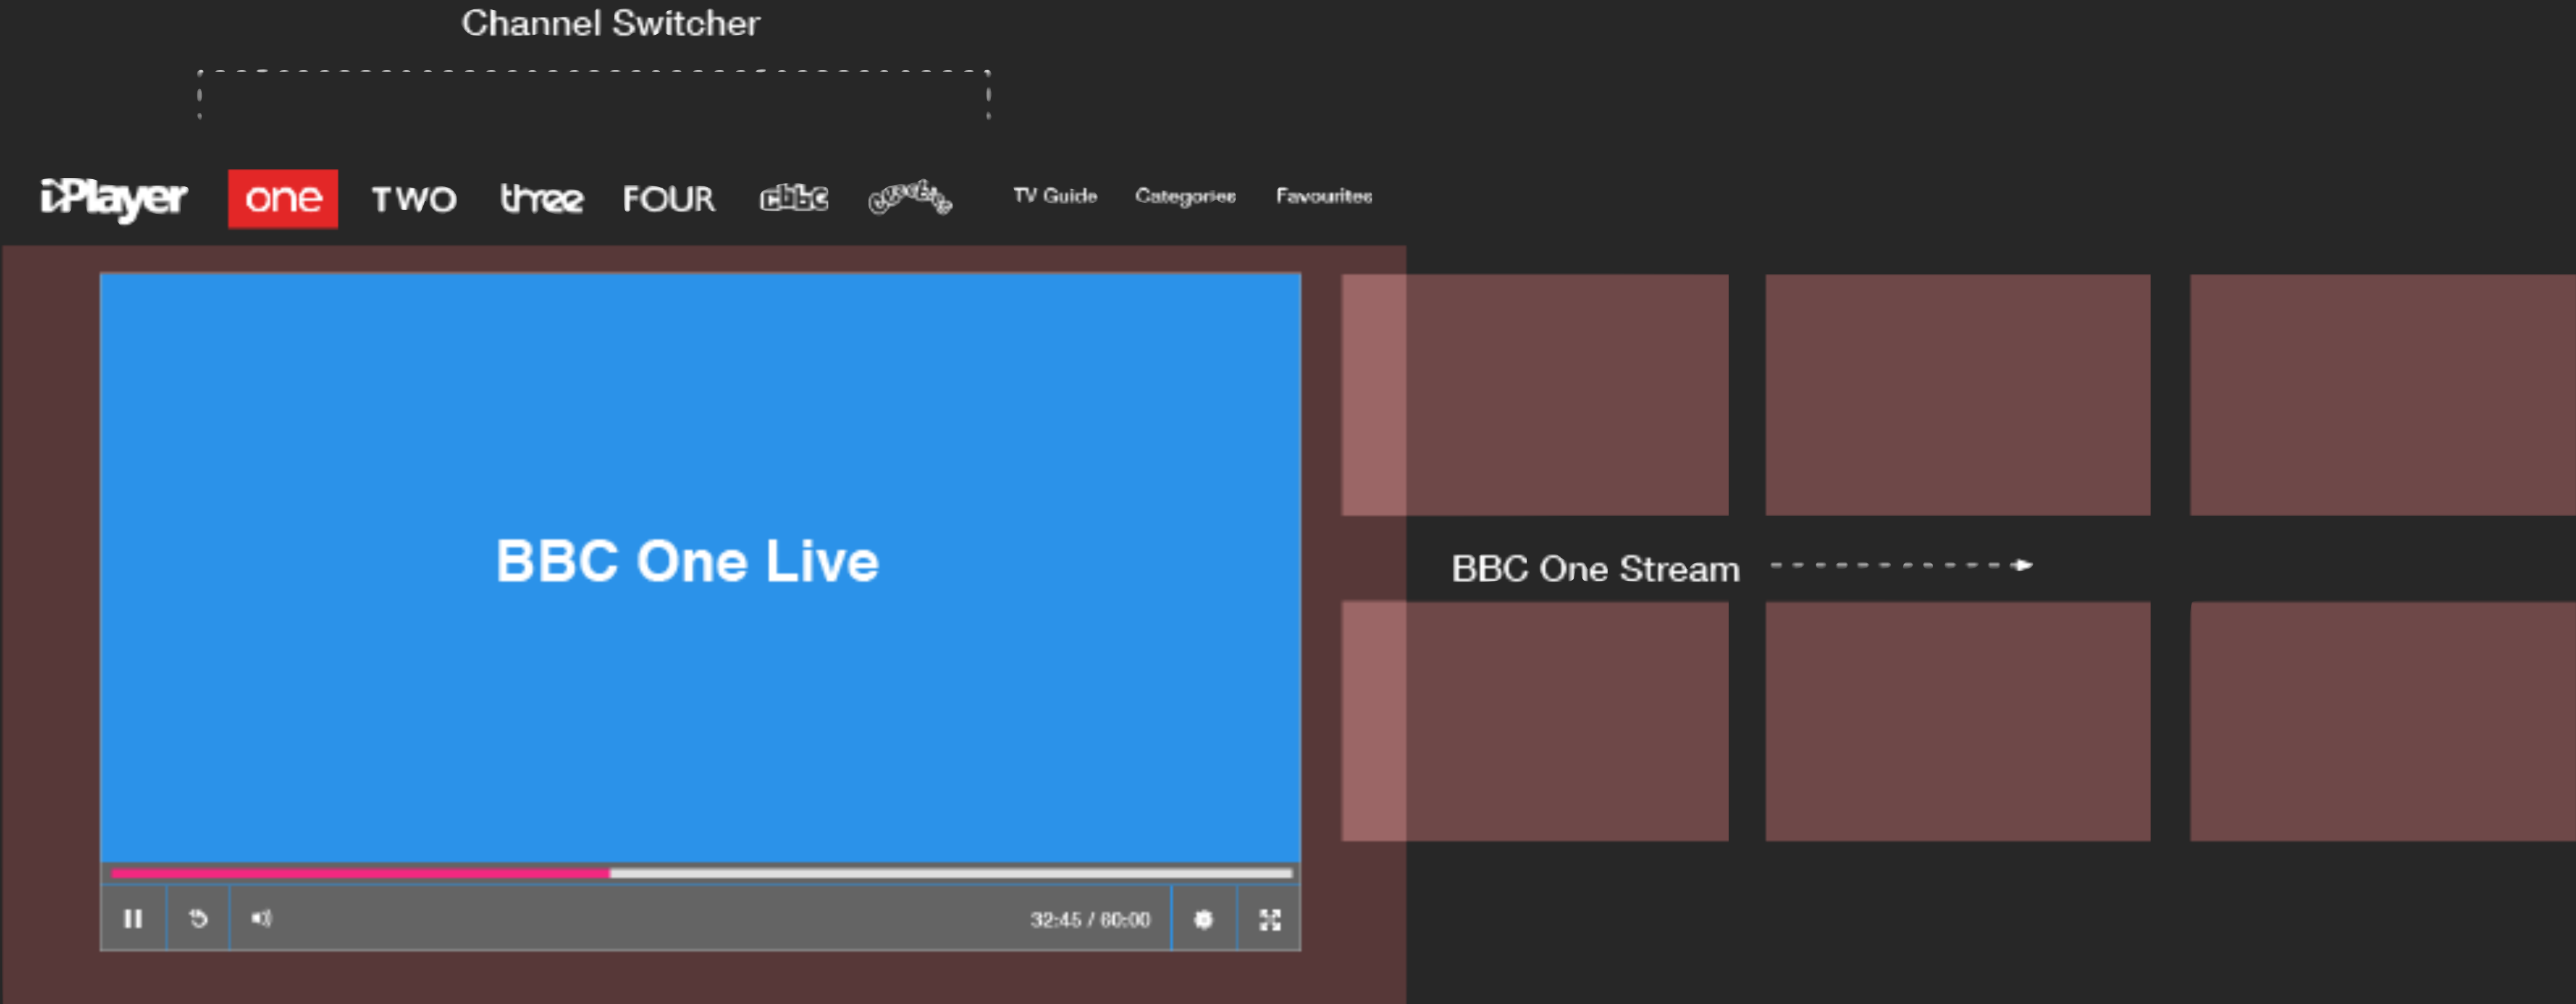 Channel Switcher
iPlayer one TWO three FOUR cbbc cbeebies TV Guide Categories Favourites
BBC One Live
BBC One Stream
32:45 / 60:00